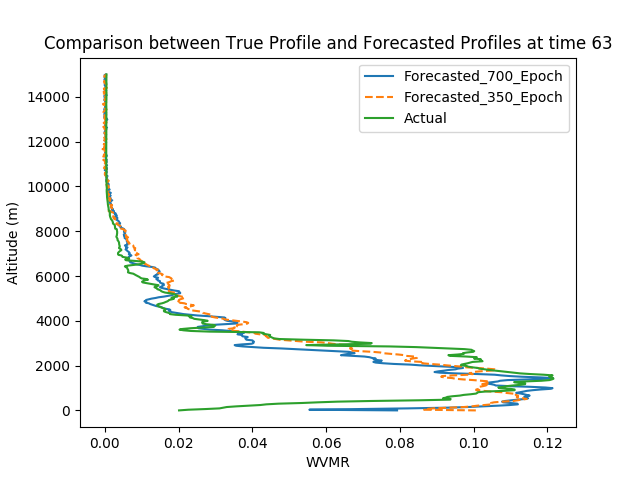 Comparison between True Profile and Forecasted Profiles at time 63
Forecasted_700_Epoch
Forecasted_350_Epoch
Actual
14000
12000
10000
8000
6000
4000
2000
0
Altitude (m)
0.00 0.02 0.04 0.06 0.08 0.10 0.12
WVMR